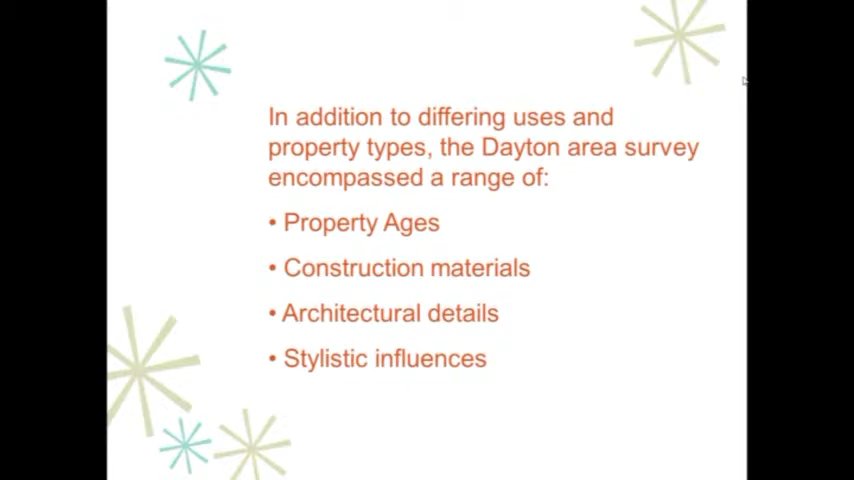 In addition to differing uses and
property types, the Dayton area survey
encompassed a range of:
• Property Ages
• Construction materials
• Architectural details
• Stylistic influences